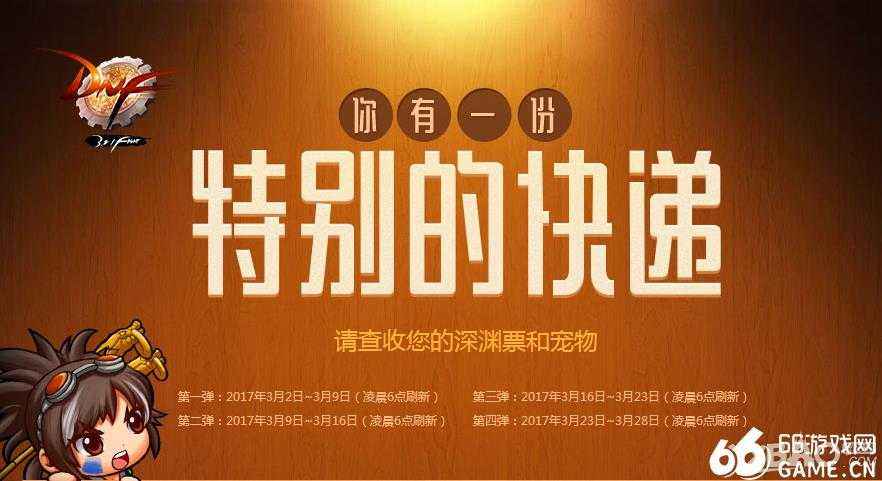 DNF
你有一份
特别的快递
请查收您的深渊票和宠物
第一弹：2017年3月2日~3月9日（凌晨6点刷新）
第三弹：2017年3月16日~3月23日（凌晨6点刷新）
第二弹：2017年3月9日~3月16日（凌晨6点刷新）
第四弹：2017年3月23日~3月28日（凌晨6点刷新）
66 66游戏网
GAME.CN